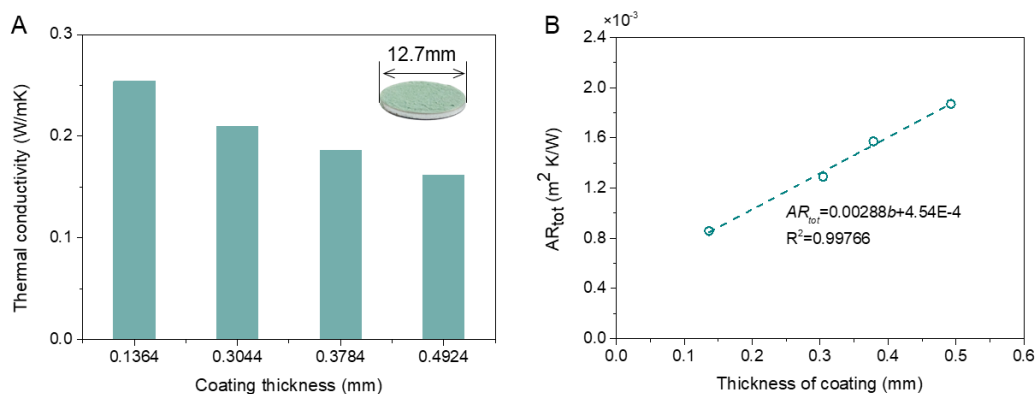 A
Thermal conductivity (W/mK)
0.3
0.2
0.1
0.0
12.7mm
0.1364 0.3044 0.3784 0.4924
Coating thickness (mm)
B
×10⁻³
AR_tot (m² K/W)
2.4
2.0
1.6
1.2
0.8
0.4
0.0
AR_tot=0.00288b+4.54E-4
R²=0.99766
0.0 0.1 0.2 0.3 0.4 0.5 0.6
Thickness of coating (mm)